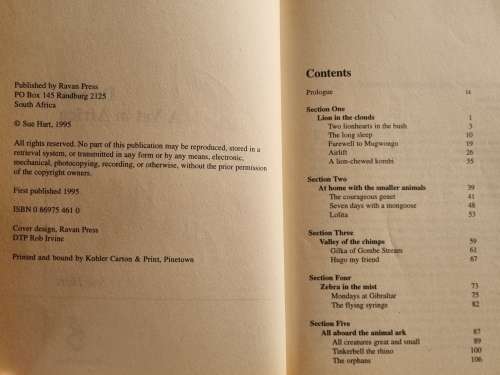 Published by Ravan Press
PO Box 145 Randburg 2125
South Africa
© Sue Hart, 1995
All rights reserved. No part of this publication may be reproduced, stored in a
retrieval system, or transmitted in any form or by any means, electronic,
mechanical, photocopying, recording, or otherwise, without the prior permission
of the copyright owners.
First published 1995
ISBN 0 86975 461 0
Cover design, Ravan Press
DTP Rob Irvine
Printed and bound by Kohler Carton & Print, Pinetown
Contents
Prologue ix
Section One
Lion in the clouds 1
Two lionhearts in the bush 3
The long sleep 10
Farewell to Mugwongo 19
Airlift 26
A lion-chewed kombi 35
Section Two
At home with the smaller animals 39
The courageous genet 41
Seven days with a mongoose 48
Lolita 53
Section Three
Valley of the chimps 59
Gilka of Gombe Stream 61
Hugo my friend 67
Section Four
Zebra in the mist 73
Mondays at Gibraltar 75
The flying syringe 82
Section Five
All aboard the animal ark 87
All creatures great and small 89
Tinkerbell the rhino 100
The orphans 106